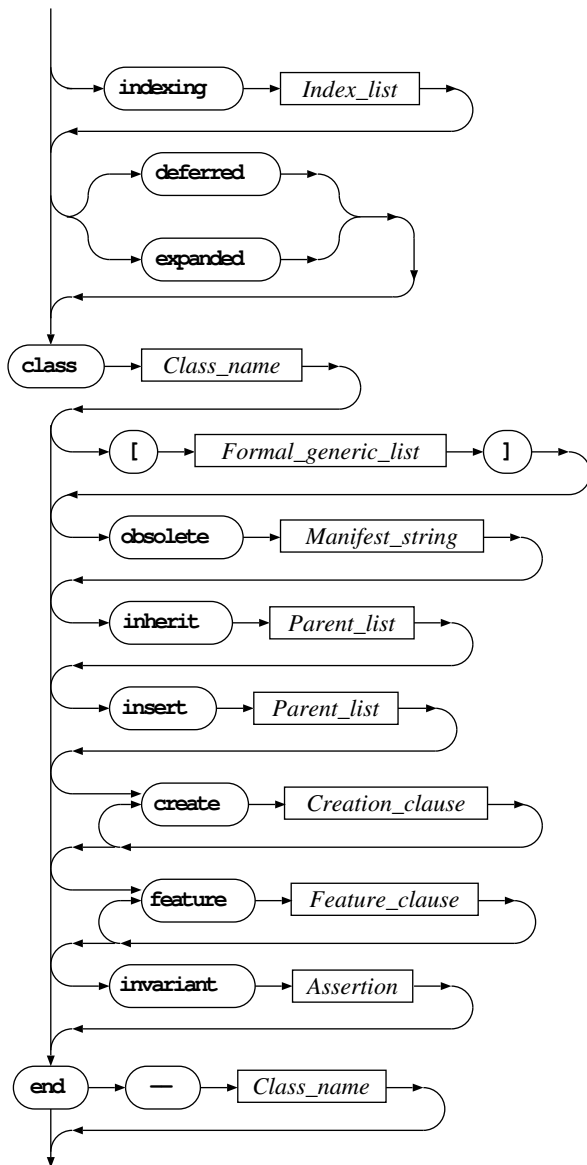 indexing Index_list
deferred
expanded
class Class_name
[ Formal_generic_list ]
obsolete Manifest_string
inherit Parent_list
insert Parent_list
create Creation_clause
feature Feature_clause
invariant Assertion
end -- Class_name